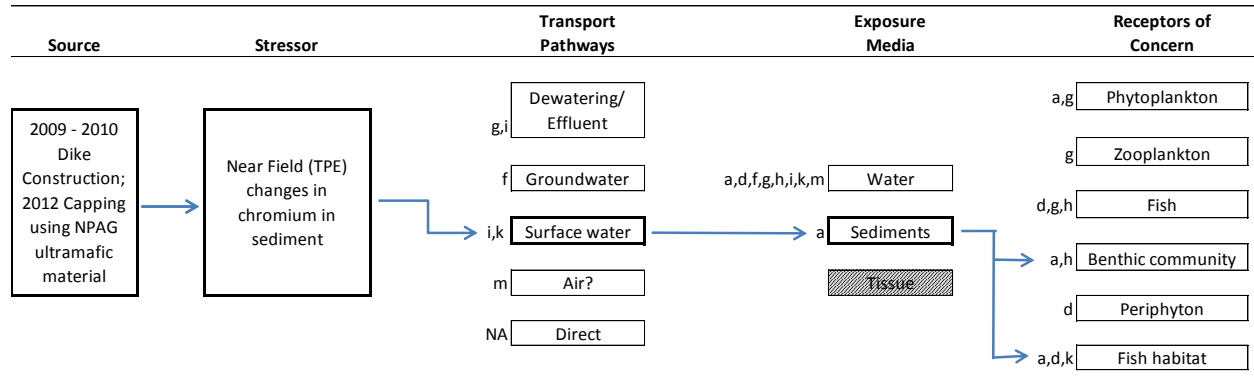 Source
Stressor
Transport
Pathways
Exposure
Media
Receptors of
Concern
2009 - 2010
Dike
Construction;
2012 Capping
using NPAG
ultramafic
material
Near Field (TPE)
changes in
chromium in
sediment
g,i
Dewatering/
Effluent
f
Groundwater
i,k
Surface water
m
Air?
NA
Direct
a,d,f,g,h,i,k,m
Water
a
Sediments
Tissue
a,g
Phytoplankton
g
Zooplankton
d,g,h
Fish
a,h
Benthic community
d
Periphyton
a,d,k
Fish habitat